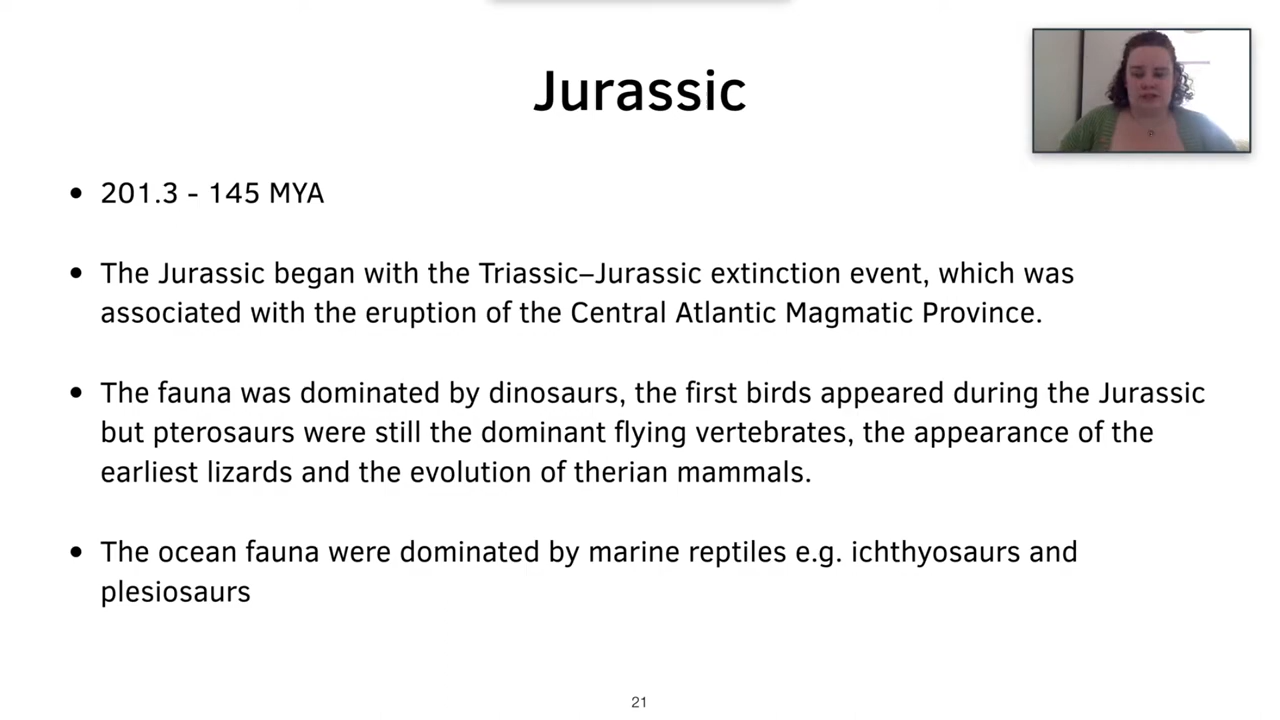 Jurassic
• 201.3 - 145 MYA
• The Jurassic began with the Triassic–Jurassic extinction event, which was
associated with the eruption of the Central Atlantic Magmatic Province.
• The fauna was dominated by dinosaurs, the first birds appeared during the Jurassic
but pterosaurs were still the dominant flying vertebrates, the appearance of the
earliest lizards and the evolution of therian mammals.
• The ocean fauna were dominated by marine reptiles e.g. ichthyosaurs and
plesiosaurs
21